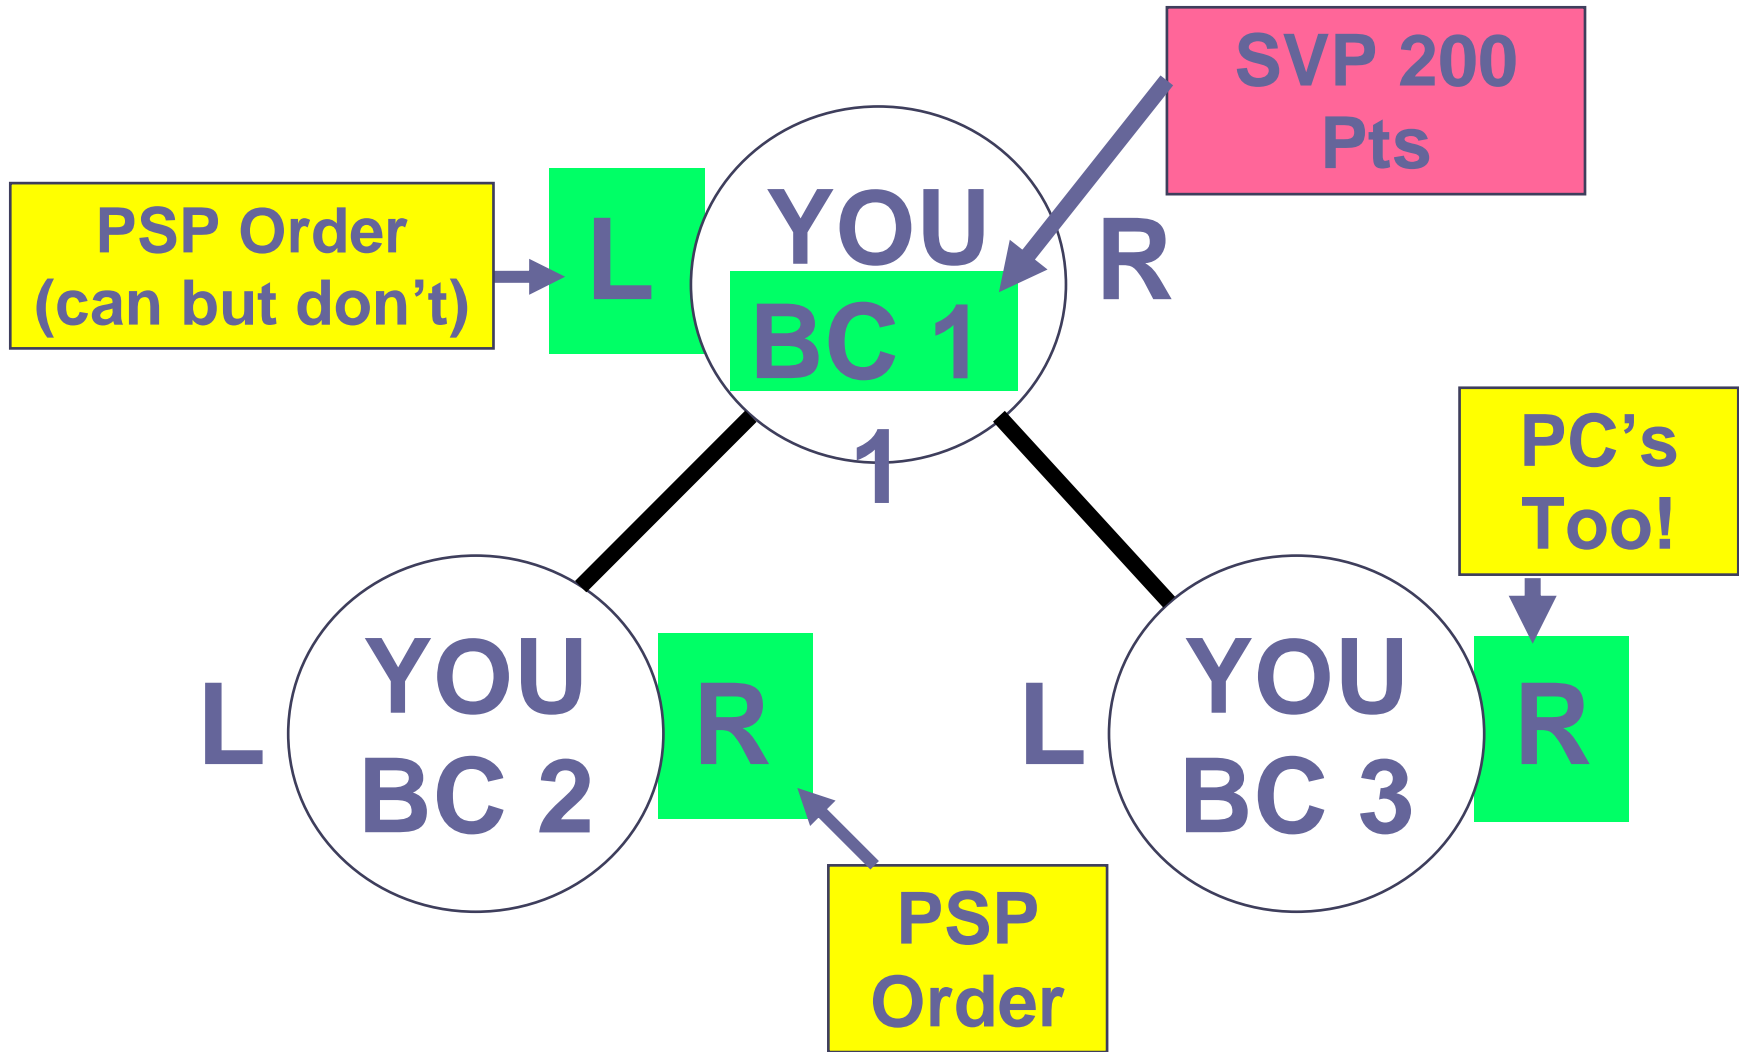 SVP 200
Pts
PSP Order
(can but don’t)
L
YOU
BC 1
1
R
PC’s
Too!
L
YOU
BC 2
R
L
YOU
BC 3
R
PSP
Order